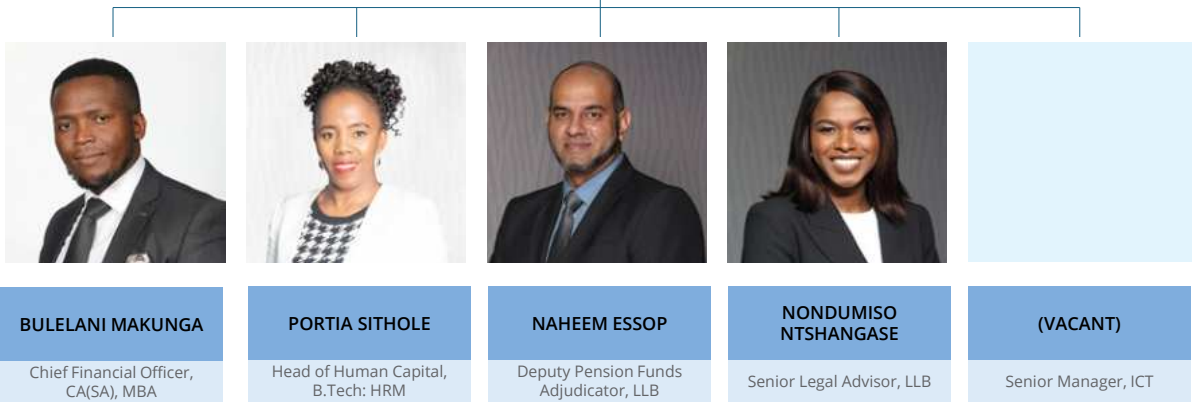 BULELANI MAKUNGA
Chief Financial Officer,
CA(SA), MBA
PORTIA SITHOLE
Head of Human Capital,
B.Tech: HRM
NAHEEM ESSOP
Deputy Pension Funds
Adjudicator, LLB
NONDUMISO
NTSHANGASE
Senior Legal Advisor, LLB
(VACANT)
Senior Manager, ICT